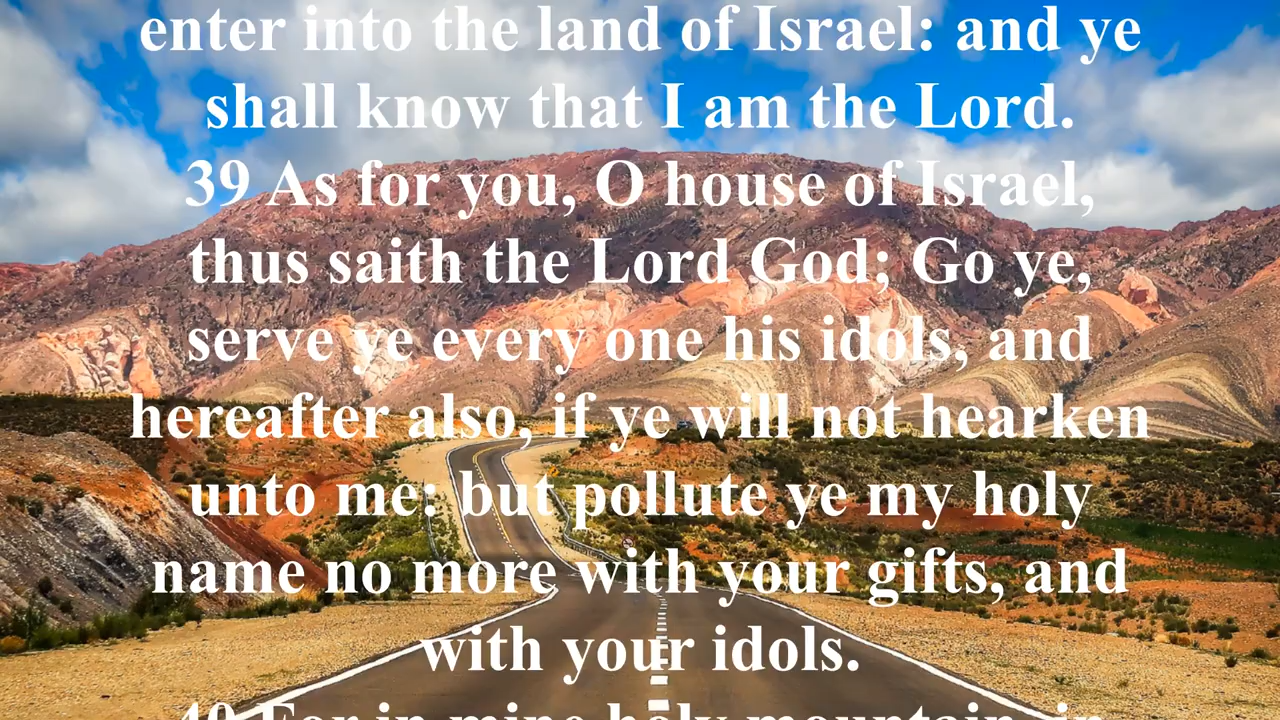 enter into the land of Israel: and ye
shall know that I am the Lord.
39 As for you, O house of Israel,
thus saith the Lord God; Go ye,
serve ye every one his idols, and
hereafter also, if ye will not hearken
unto me: but pollute ye my holy
name no more with your gifts, and
with your idols.
40 For in mine holy mountain, in